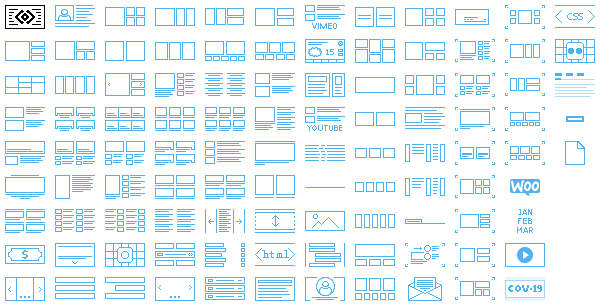 CSS
VIMEO
15
YOUTUBE
WOO
JAN
FEB
MAR
$
<html>
COV-19